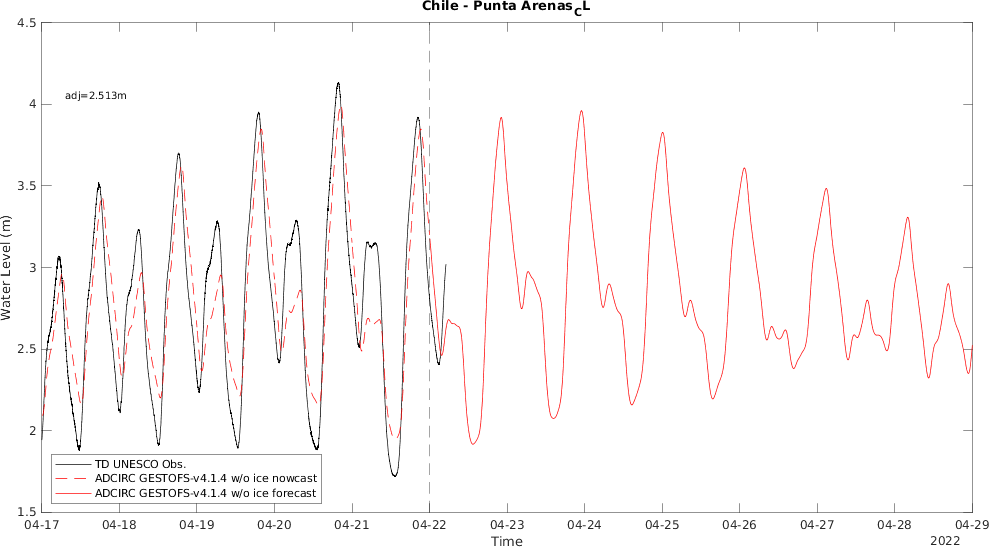 Chile - Punta Arenas_CL
adj=2.513m
4.5
4
3.5
3
2.5
2
1.5
Water Level (m)
TD UNESCO Obs.
ADCIRC GESTOFS-v4.1.4 w/o ice nowcast
ADCIRC GESTOFS-v4.1.4 w/o ice forecast
04-17 04-18 04-19 04-20 04-21 04-22 04-23 04-24 04-25 04-26 04-27 04-28 04-29
Time
2022